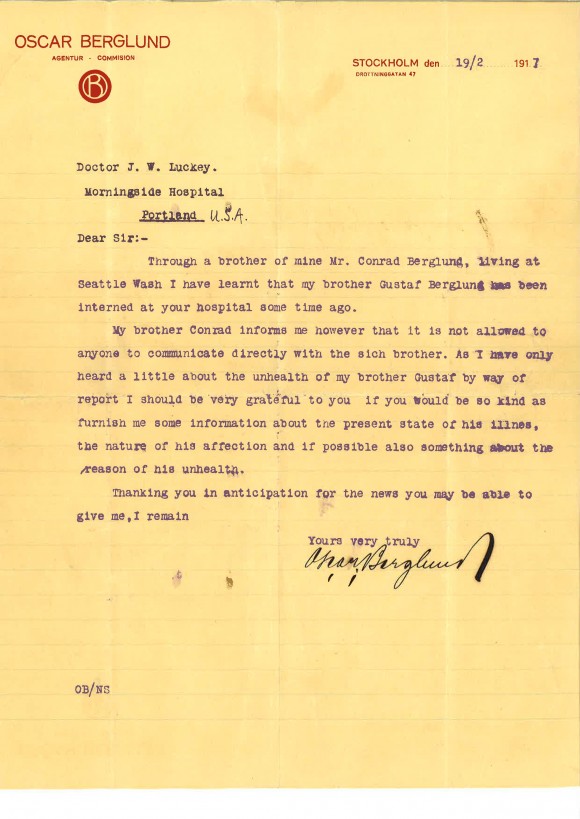 OSCAR BERGLUND
AGENTUR - COMMISION
OB
STOCKHOLM den 19/2 1917
DROTTNINGGATAN 47
Doctor J. W. Luckey.
Morningside Hospital
Portland U.S.A.
Dear Sir:-
Through a brother of mine Mr. Conrad Berglund, living at
Seattle Wash I have learnt that my brother Gustaf Berglung has been
interned at your hospital some time ago.
My brother Conrad informs me however that it is not allowed to
anyone to communicate directly with the sich brother. As I have only
heard a little about the unhealth of my brother Gustaf by way of
report I should be very grateful to you if you would be so kind as
furnish me some information about the present state of his illnes,
the nature of his affection and if possible also something about the
reason of his unhealth.
Thanking you in anticipation for the news you may be able to
give me,I remain
Yours very truly
Oscar Berglund
OB/NS